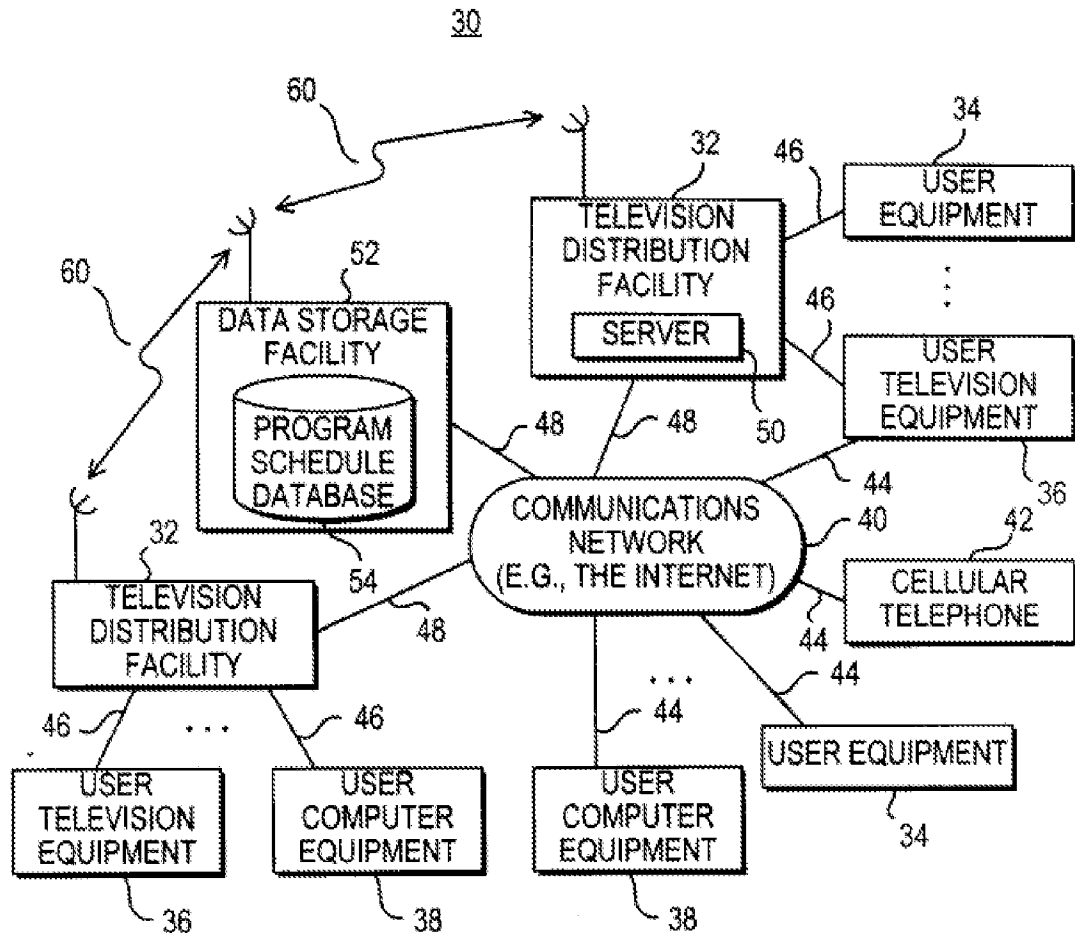 30
60
60
32
TELEVISION
DISTRIBUTION
FACILITY
SERVER
50
46
34
USER
EQUIPMENT
46
USER
TELEVISION
EQUIPMENT
36
52
DATA STORAGE
FACILITY
PROGRAM
SCHEDULE
DATABASE
54
48
48
44
COMMUNICATIONS
NETWORK
(E.G., THE INTERNET)
40
42
CELLULAR
TELEPHONE
44
32
TELEVISION
DISTRIBUTION
FACILITY
48
46
. . .
46
44
. . .
44
USER EQUIPMENT
34
USER
TELEVISION
EQUIPMENT
36
USER
COMPUTER
EQUIPMENT
38
USER
COMPUTER
EQUIPMENT
38